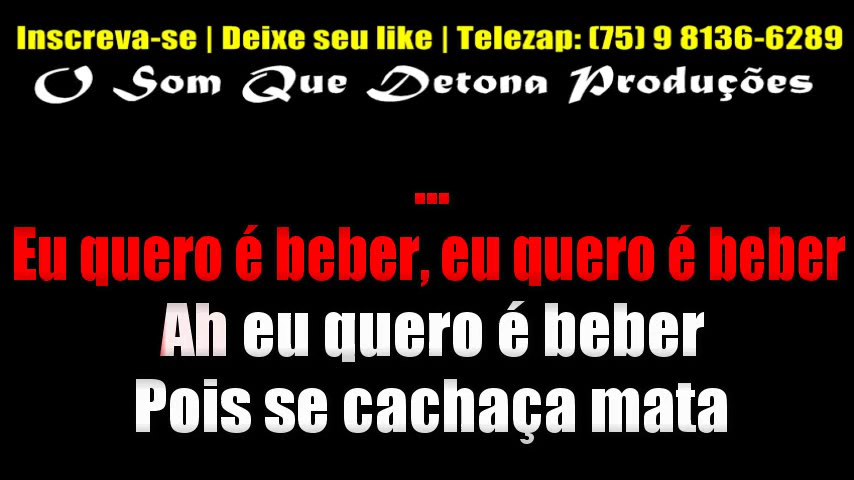 Inscreva-se | Deixe seu like | Telezap: (75) 9 8136-6289
O Som Que Detona Produções
...
Eu quero é beber, eu quero é beber
Ah eu quero é beber
Pois se cachaça mata